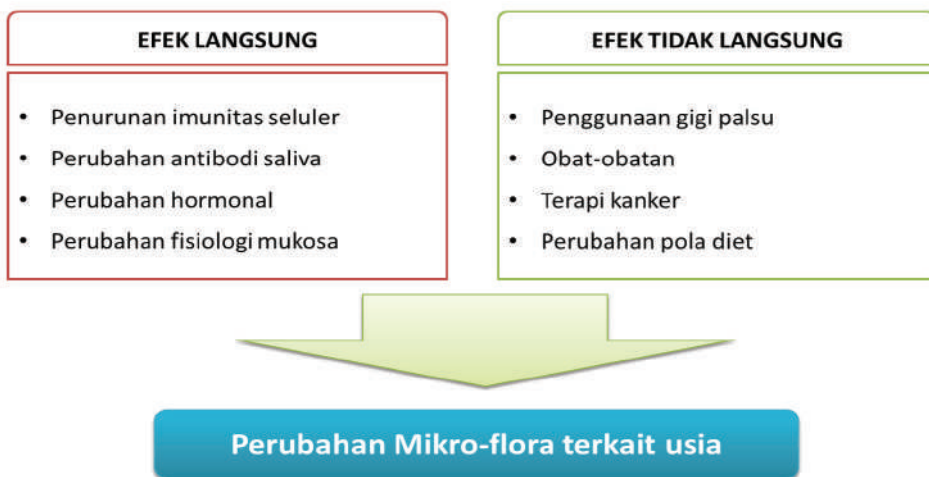 EFEK LANGSUNG
• Penurunan imunitas seluler
• Perubahan antibodi saliva
• Perubahan hormonal
• Perubahan fisiologi mukosa
EFEK TIDAK LANGSUNG
• Penggunaan gigi palsu
• Obat-obatan
• Terapi kanker
• Perubahan pola diet
Perubahan Mikro-flora terkait usia